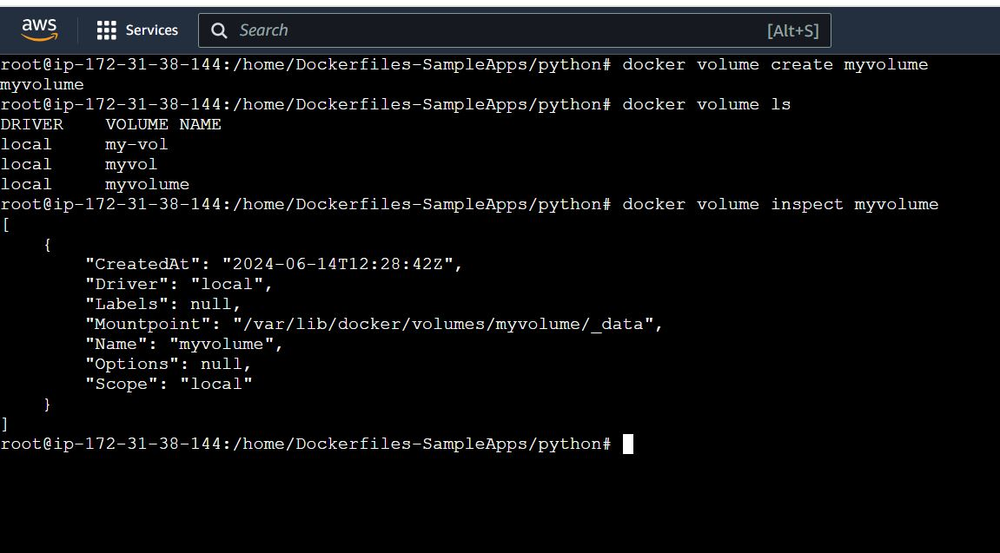 aws
Services
Search
[Alt+S]
root@ip-172-31-38-144:/home/Dockerfiles-SampleApps/python# docker volume create myvolume
myvolume
root@ip-172-31-38-144:/home/Dockerfiles-SampleApps/python# docker volume ls
DRIVER    VOLUME NAME
local     my-vol
local     myvol
local     myvolume
root@ip-172-31-38-144:/home/Dockerfiles-SampleApps/python# docker volume inspect myvolume
[
    {
        "CreatedAt": "2024-06-14T12:28:42Z",
        "Driver": "local",
        "Labels": null,
        "Mountpoint": "/var/lib/docker/volumes/myvolume/_data",
        "Name": "myvolume",
        "Options": null,
        "Scope": "local"
    }
]
root@ip-172-31-38-144:/home/Dockerfiles-SampleApps/python#